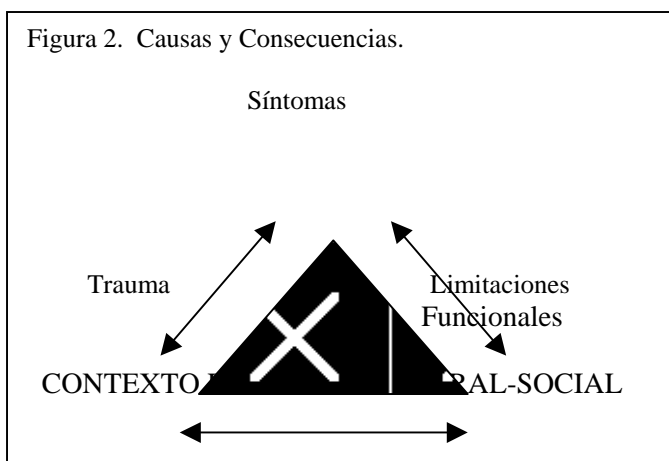 Figura 2. Causas y Consecuencias.
Síntomas
Trauma
Limitaciones
Funcionales
CONTEXTO RAL-SOCIAL